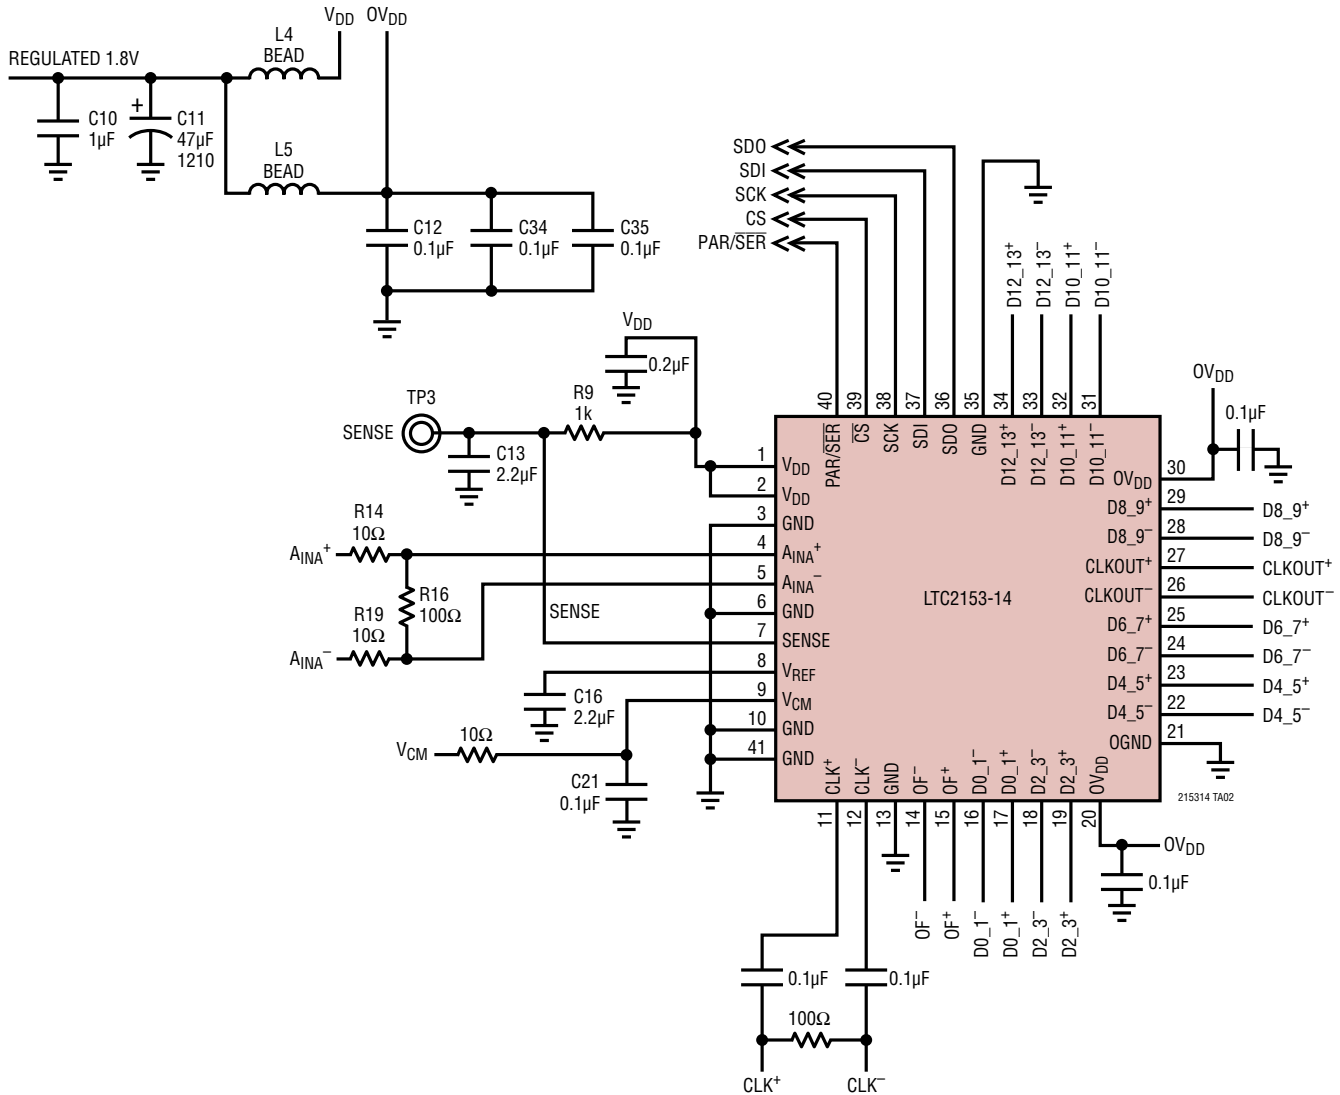 VDD OVDD
L4
BEAD
REGULATED 1.8V
C10
1µF
+
C11
47µF
1210
L5
BEAD
C12
0.1µF
C34
0.1µF
C35
0.1µF
SDO
SDI
SCK
CS
PAR/SER
D12_13+
D12_13–
D10_11+
D10_11–
VDD
0.2µF
OVDD
0.1µF
TP3
SENSE
R9
1k
C13
2.2µF
40
39
38
37
36
35
34
33
32
31
PAR/SER
CS
SCK
SDI
SDO
GND
D12_13+
D12_13–
D10_11+
D10_11–
1 VDD
2 VDD
3 GND
4 AINA+
5 AINA–
6 GND
7 SENSE
8 VREF
9 VCM
10 GND
41 GND
R14
10Ω
AINA+
R16
100Ω
R19
10Ω
AINA–
SENSE
C16
2.2µF
10Ω
VCM
C21
0.1µF
LTC2153-14
OVDD 30
D8_9+ 29 D8_9+
D8_9– 28 D8_9–
CLKOUT+ 27 CLKOUT+
CLKOUT– 26 CLKOUT–
D6_7+ 25 D6_7+
D6_7– 24 D6_7–
D4_5+ 23 D4_5+
D4_5– 22 D4_5–
OGND 21
215314 TA02
CLK+
CLK–
GND
OF–
OF+
D0_1–
D0_1+
D2_3–
D2_3+
OVDD
11
12
13
14
15
16
17
18
19
20
OVDD
0.1µF
OF–
OF+
D0_1–
D0_1+
D2_3–
D2_3+
0.1µF
0.1µF
100Ω
CLK+
CLK–